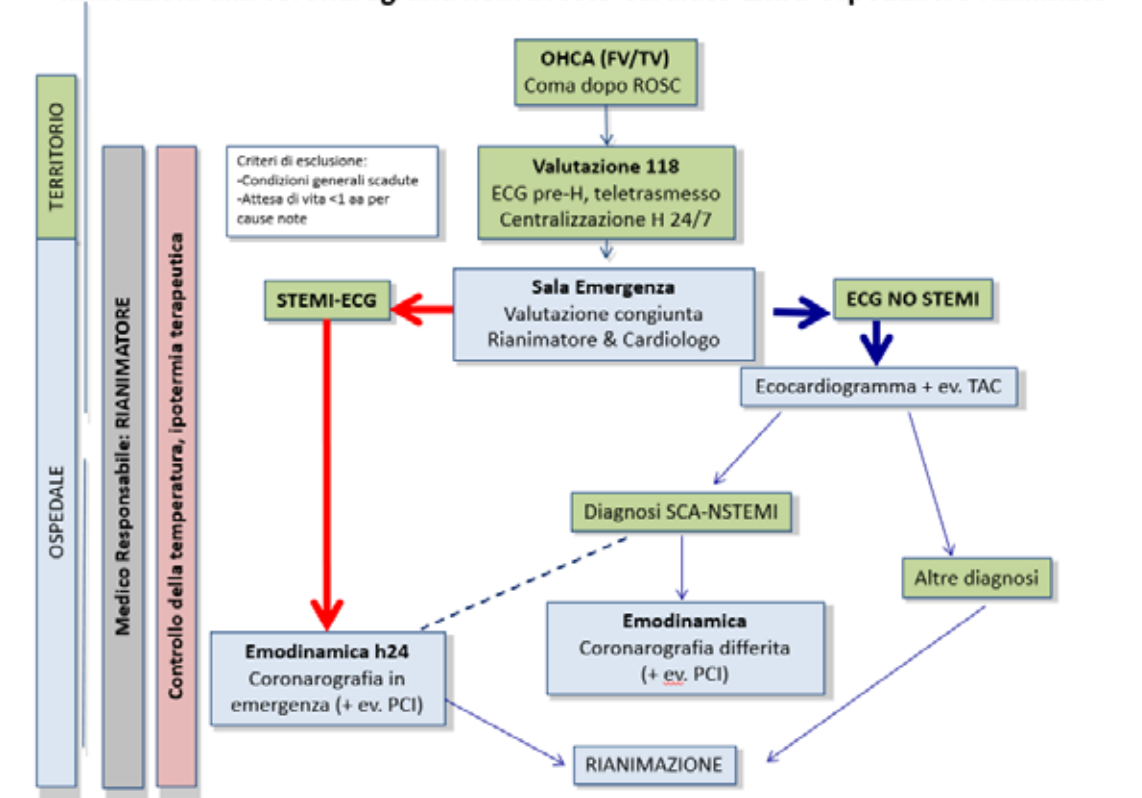 OHCA (FV/TV)
Coma dopo ROSC
TERRITORIO
Criteri di esclusione:
-Condizioni generali scadute
-Attesa di vita <1 aa per
cause note
Valutazione 118
ECG pre-H, teletrasmesso
Centralizzazione H 24/7
OSPEDALE
Medico Responsabile: RIANIMATORE
Controllo della temperatura, ipotermia terapeutica
STEMI-ECG
Sala Emergenza
Valutazione congiunta
Rianimatore & Cardiologo
ECG NO STEMI
Ecocardiogramma + ev. TAC
Diagnosi SCA-NSTEMI
Altre diagnosi
Emodinamica h24
Coronarografia in
emergenza (+ ev. PCI)
Emodinamica
Coronarografia differita
(+ ev. PCI)
RIANIMAZIONE